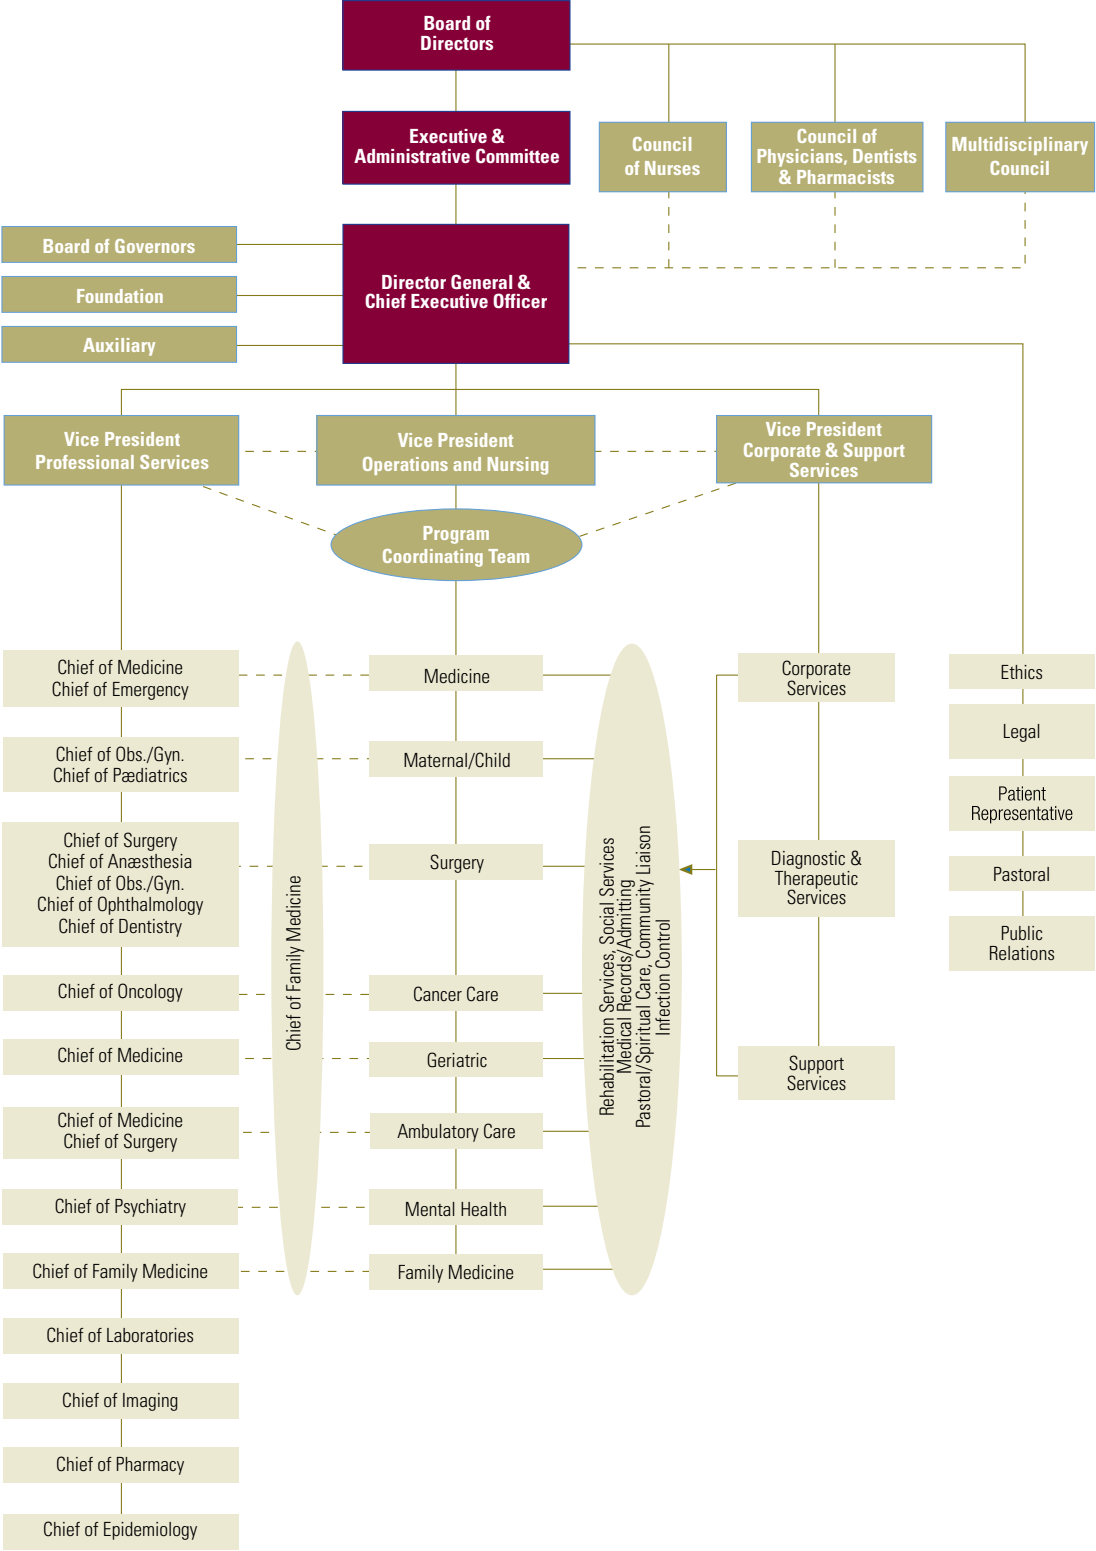 Board of
Directors
Executive &
Administrative Committee
Council
of Nurses
Council of
Physicians, Dentists
& Pharmacists
Multidisciplinary
Council
Board of Governors
Foundation
Auxiliary
Director General &
Chief Executive Officer
Vice President
Professional Services
Vice President
Operations and Nursing
Vice President
Corporate & Support
Services
Program
Coordinating Team
Chief of Medicine
Chief of Emergency
Chief of Obs./Gyn.
Chief of Pædiatrics
Chief of Surgery
Chief of Anæsthesia
Chief of Obs./Gyn.
Chief of Ophthalmology
Chief of Dentistry
Chief of Oncology
Chief of Medicine
Chief of Medicine
Chief of Surgery
Chief of Psychiatry
Chief of Family Medicine
Chief of Laboratories
Chief of Imaging
Chief of Pharmacy
Chief of Epidemiology
Chief of Family Medicine
Medicine
Maternal/Child
Surgery
Cancer Care
Geriatric
Ambulatory Care
Mental Health
Family Medicine
Rehabilitation Services, Social Services
Medical Records/Admitting
Pastoral/Spiritual Care, Community Liaison
Infection Control
Corporate
Services
Diagnostic &
Therapeutic
Services
Support
Services
Ethics
Legal
Patient
Representative
Pastoral
Public
Relations